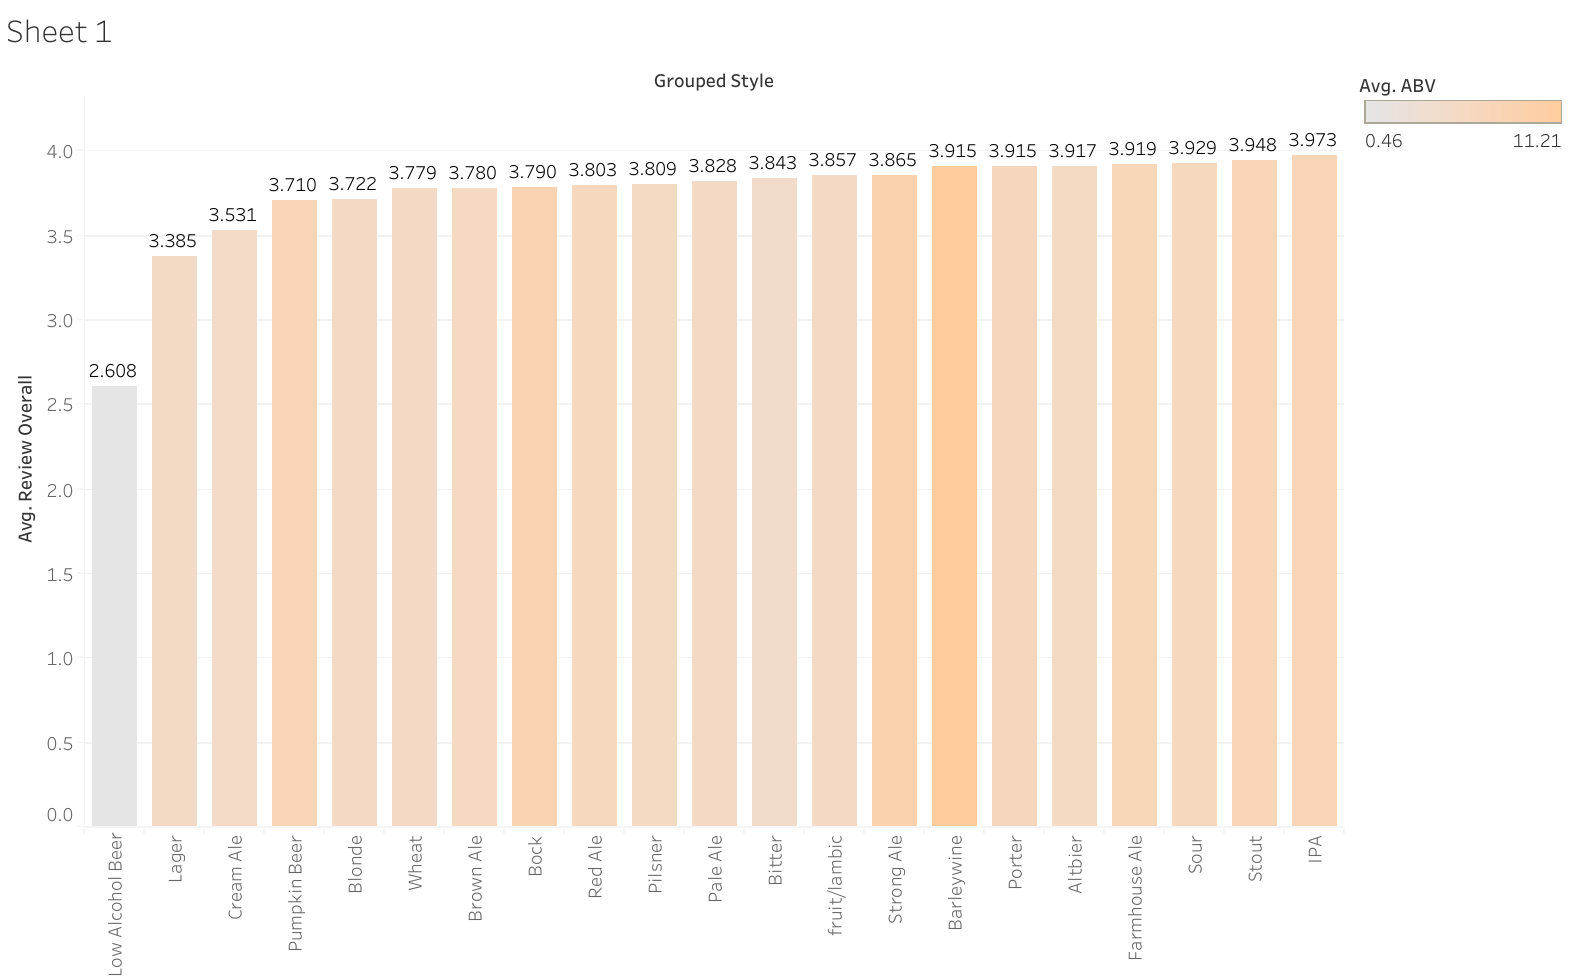 Sheet 1
Grouped Style
Avg. ABV
0.46 11.21
Avg. Review Overall
4.0
3.5
3.0
2.5
2.0
1.5
1.0
0.5
0.0
2.608
3.385
3.531
3.710
3.722
3.779
3.780
3.790
3.803
3.809
3.828
3.843
3.857
3.865
3.915
3.915
3.917
3.919
3.929
3.948
3.973
Low Alcohol Beer
Lager
Cream Ale
Pumpkin Beer
Blonde
Wheat
Brown Ale
Bock
Red Ale
Pilsner
Pale Ale
Bitter
fruit/lambic
Strong Ale
Barleywine
Porter
Altbier
Farmhouse Ale
Sour
Stout
IPA